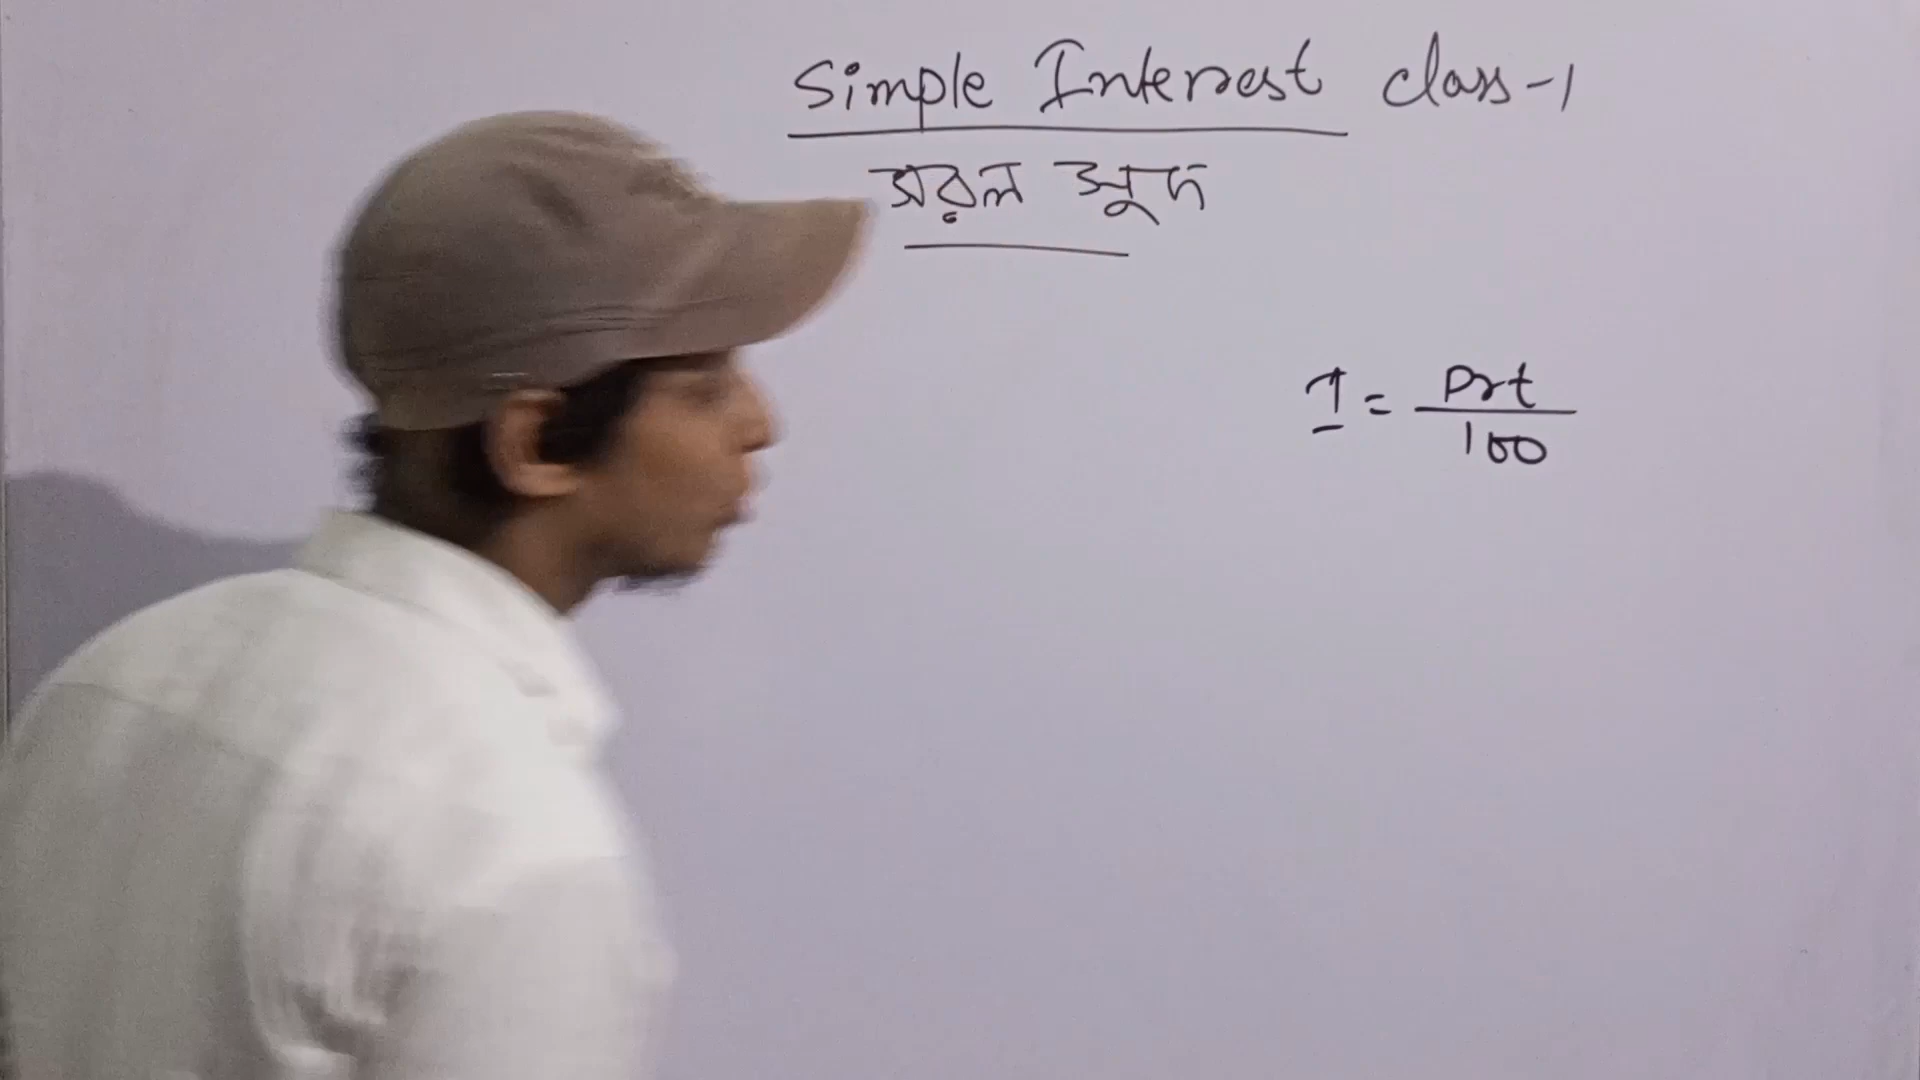 Simple Interest class-1
সরল সুদ
I = Prt / 100